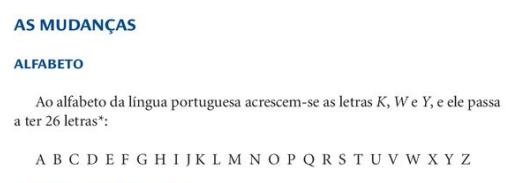 AS MUDANÇAS
ALFABETO
Ao alfabeto da língua portuguesa acrescem-se as letras K, W e Y, e ele passa
a ter 26 letras*:
A B C D E F G H I J K L M N O P Q R S T U V W X Y Z